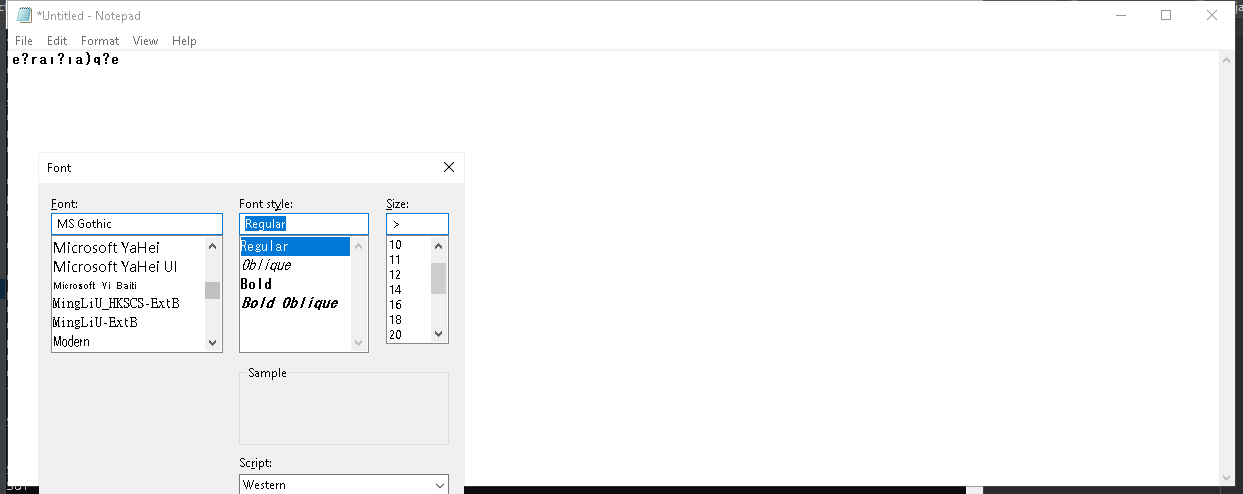 *Untitled - Notepad
File Edit Format View Help
e?raı?ıa)q?e
Font
Font: Font style: Size:
MS Gothic Regular >
Microsoft YaHei Regular 10
Microsoft YaHei UI Oblique 11
Microsoft Yi Baiti Bold 12
MingLiU_HKSCS-ExtB Bold Oblique 14
MingLiU-ExtB 16
Modern 18
20
Sample
Script:
Western